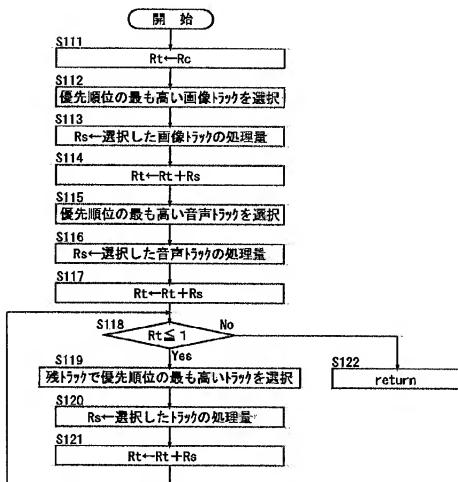 開 始
S111
Rt←Rc
S112
優先順位の最も高い画像トラックを選択
S113
Rs←選択した画像トラックの処理量
S114
Rt←Rt+Rs
S115
優先順位の最も高い音声トラックを選択
S116
Rs←選択した音声トラックの処理量
S117
Rt←Rt+Rs
S118
Rt≦1
No
Yes
S119
残トラックで優先順位の最も高いトラックを選択
S122
return
S120
Rs←選択したトラックの処理量
S121
Rt←Rt+Rs